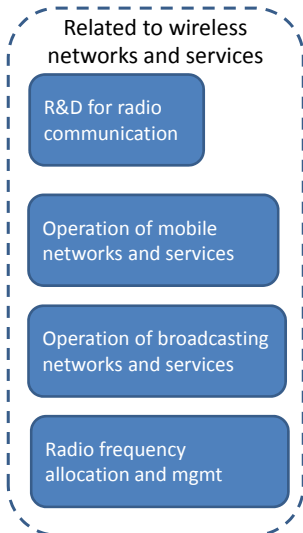 Related to wireless
networks and services
R&D for radio
communication
Operation of mobile
networks and services
Operation of broadcasting
networks and services
Radio frequency
allocation and mgmt